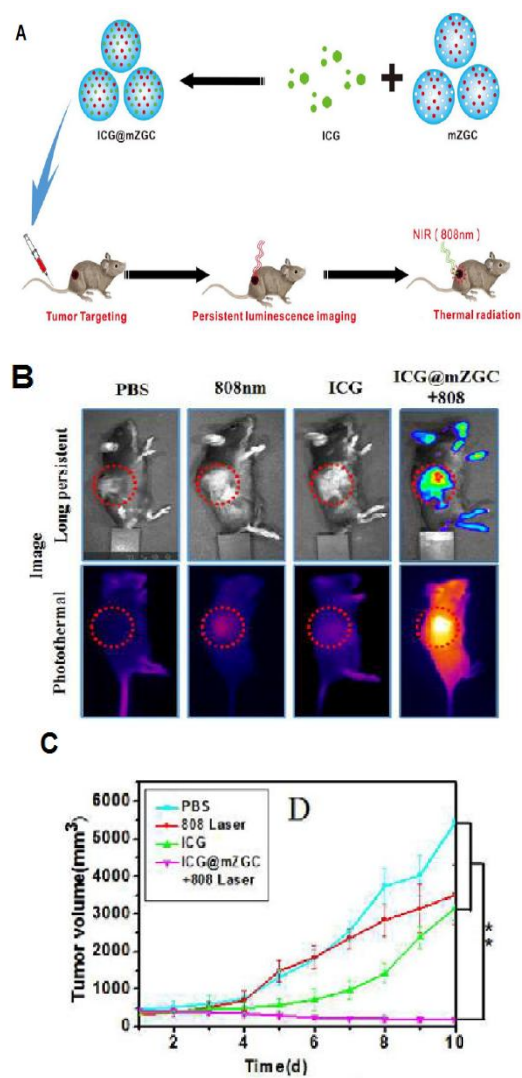 A
ICG@mZGC
ICG
mZGC
NIR ( 808nm )
Tumor Targeting
Persistent luminescence imaging
Thermal radiation
B
PBS
808nm
ICG
ICG@mZGC
+808
Image
Long persistent
Photothermal
C
D
PBS
808 Laser
ICG
ICG@mZGC
+808 Laser
Tumor volume(mm³)
6000
5000
4000
3000
2000
1000
0
2
4
6
8
10
Time(d)
**